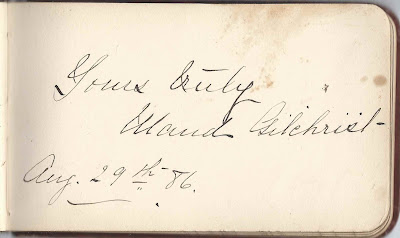 Yours truly
Maud Gilchrist
Aug. 29th '86.